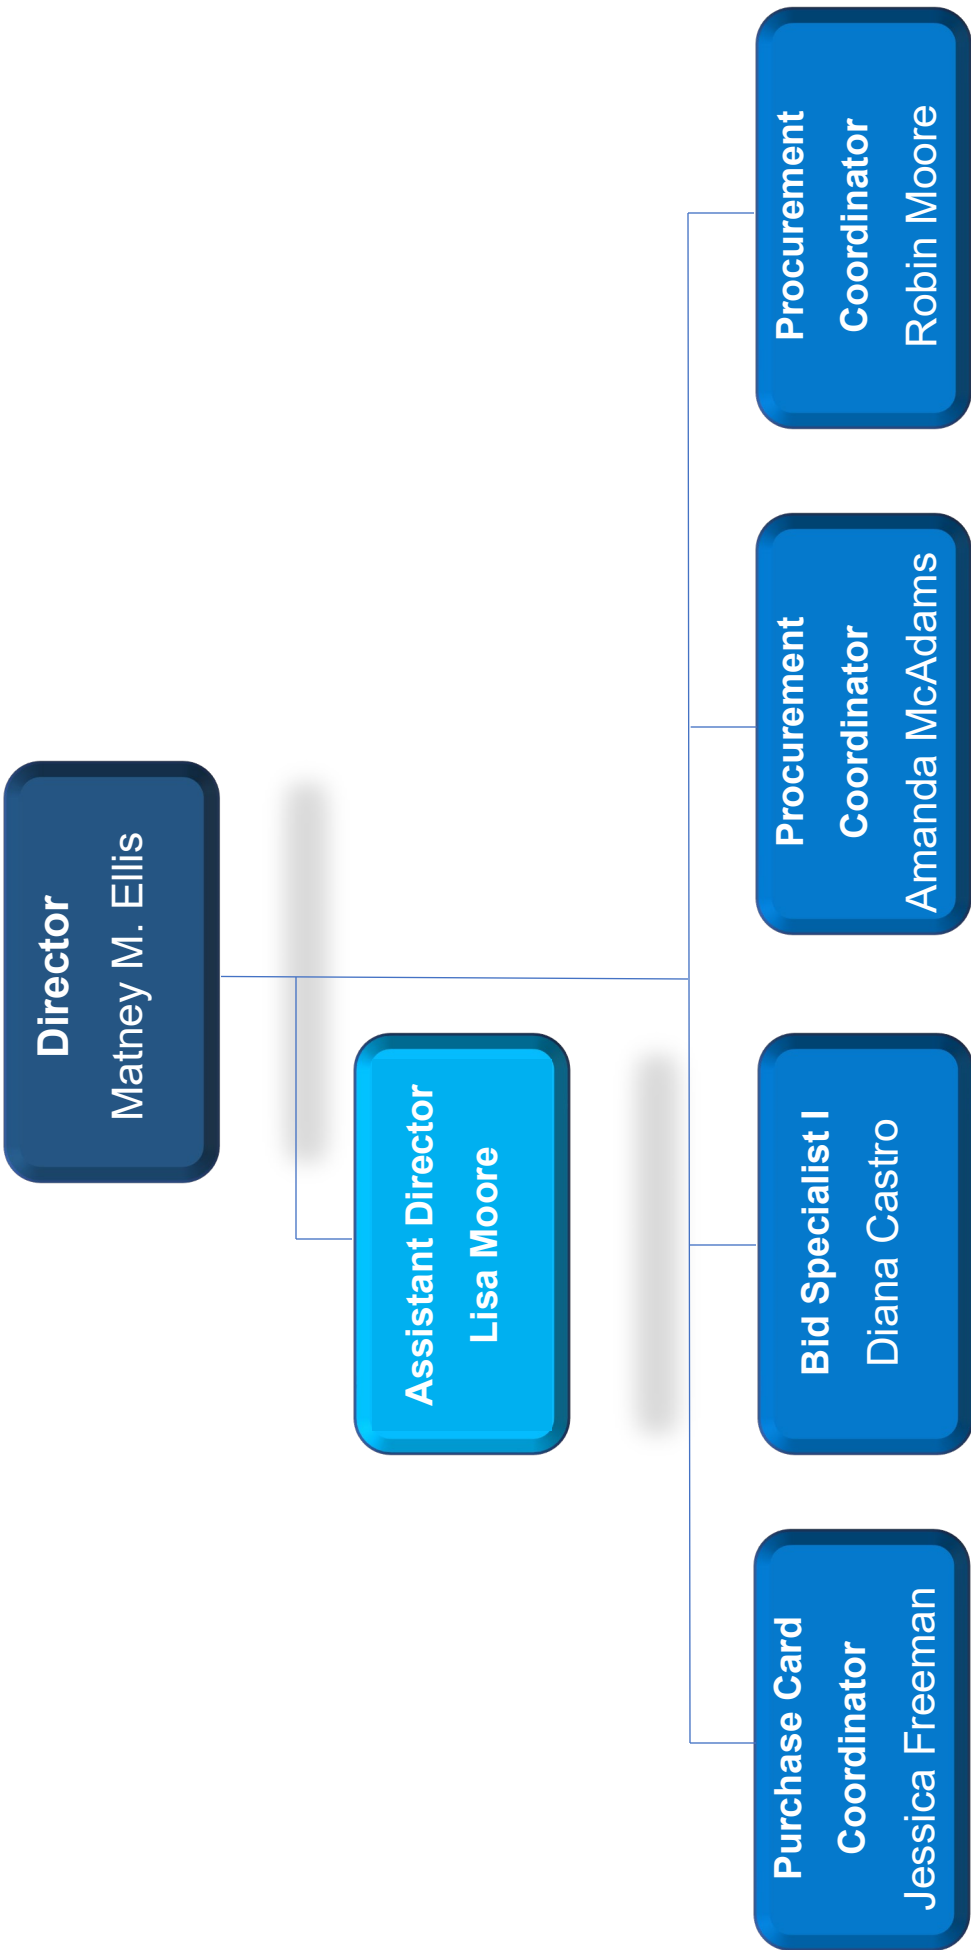 Director
Matney M. Ellis
Assistant Director
Lisa Moore
Purchase Card
Coordinator
Jessica Freeman
Bid Specialist I
Diana Castro
Procurement
Coordinator
Amanda McAdams
Procurement
Coordinator
Robin Moore